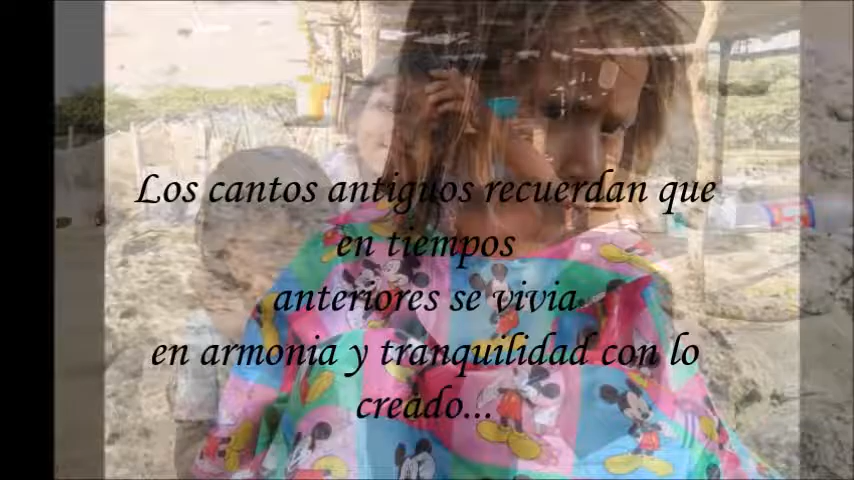 Los cantos antiguos recuerdan que
en tiempos
anteriores se vivia
en armonia y tranquilidad con lo
creado...